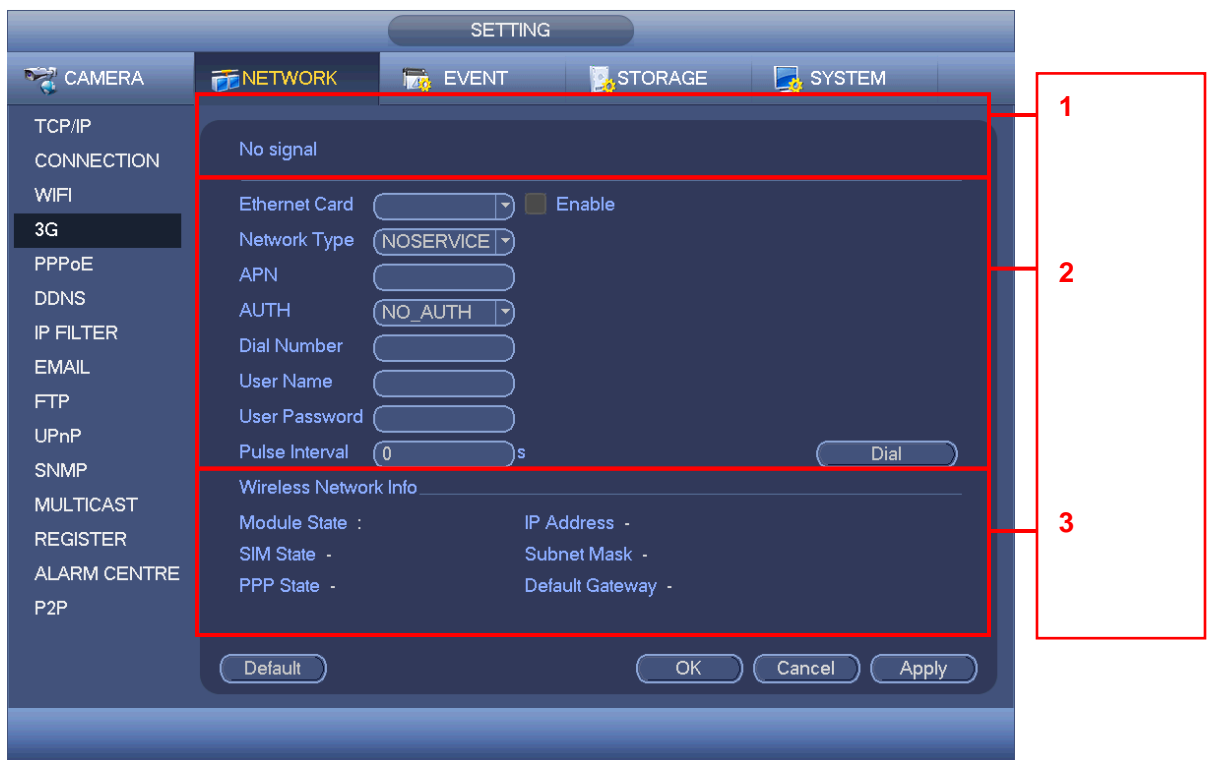 SETTING
CAMERA NETWORK EVENT STORAGE SYSTEM
TCP/IP
CONNECTION
WIFI
3G
PPPoE
DDNS
IP FILTER
EMAIL
FTP
UPnP
SNMP
MULTICAST
REGISTER
ALARM CENTRE
P2P
No signal
Ethernet Card Enable
Network Type NOSERVICE
APN
AUTH NO_AUTH
Dial Number
User Name
User Password
Pulse Interval 0 s Dial
Wireless Network Info
Module State : IP Address -
SIM State - Subnet Mask -
PPP State - Default Gateway -
Default OK Cancel Apply
1
2
3